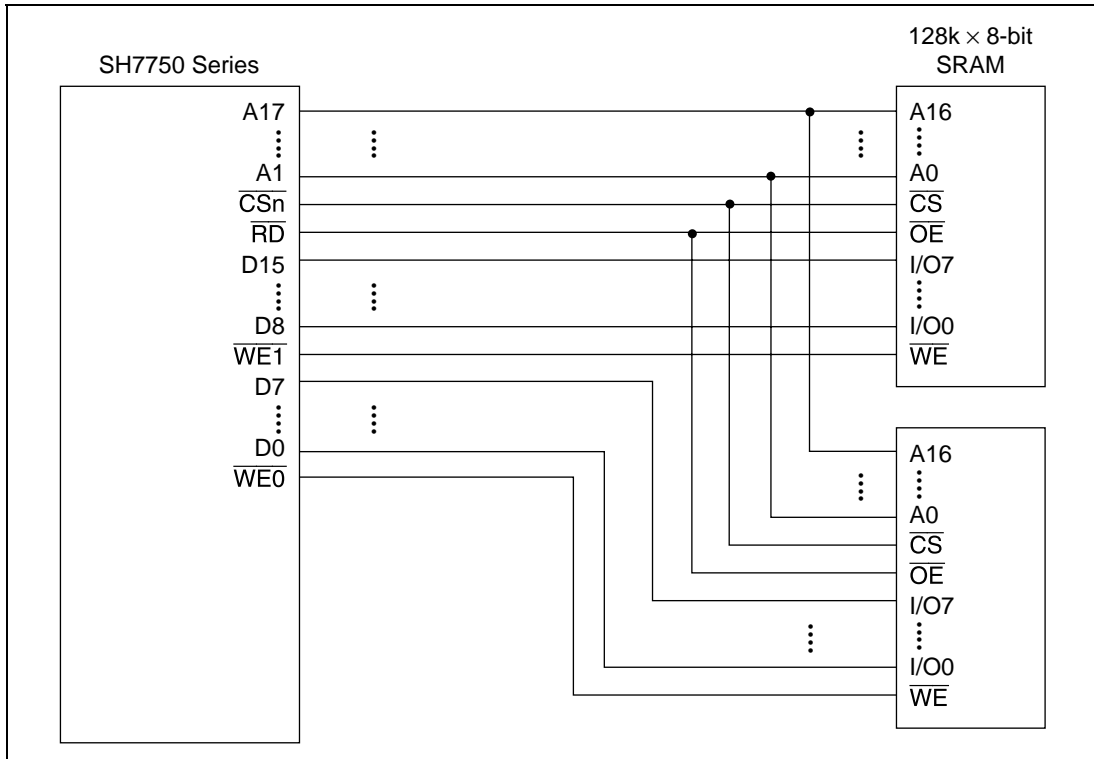 SH7750 Series
A17
A1
CSn
RD
D15
D8
WE1
D7
D0
WE0
128k × 8-bit
SRAM
A16
A0
CS
OE
I/O7
I/O0
WE
A16
A0
CS
OE
I/O7
I/O0
WE